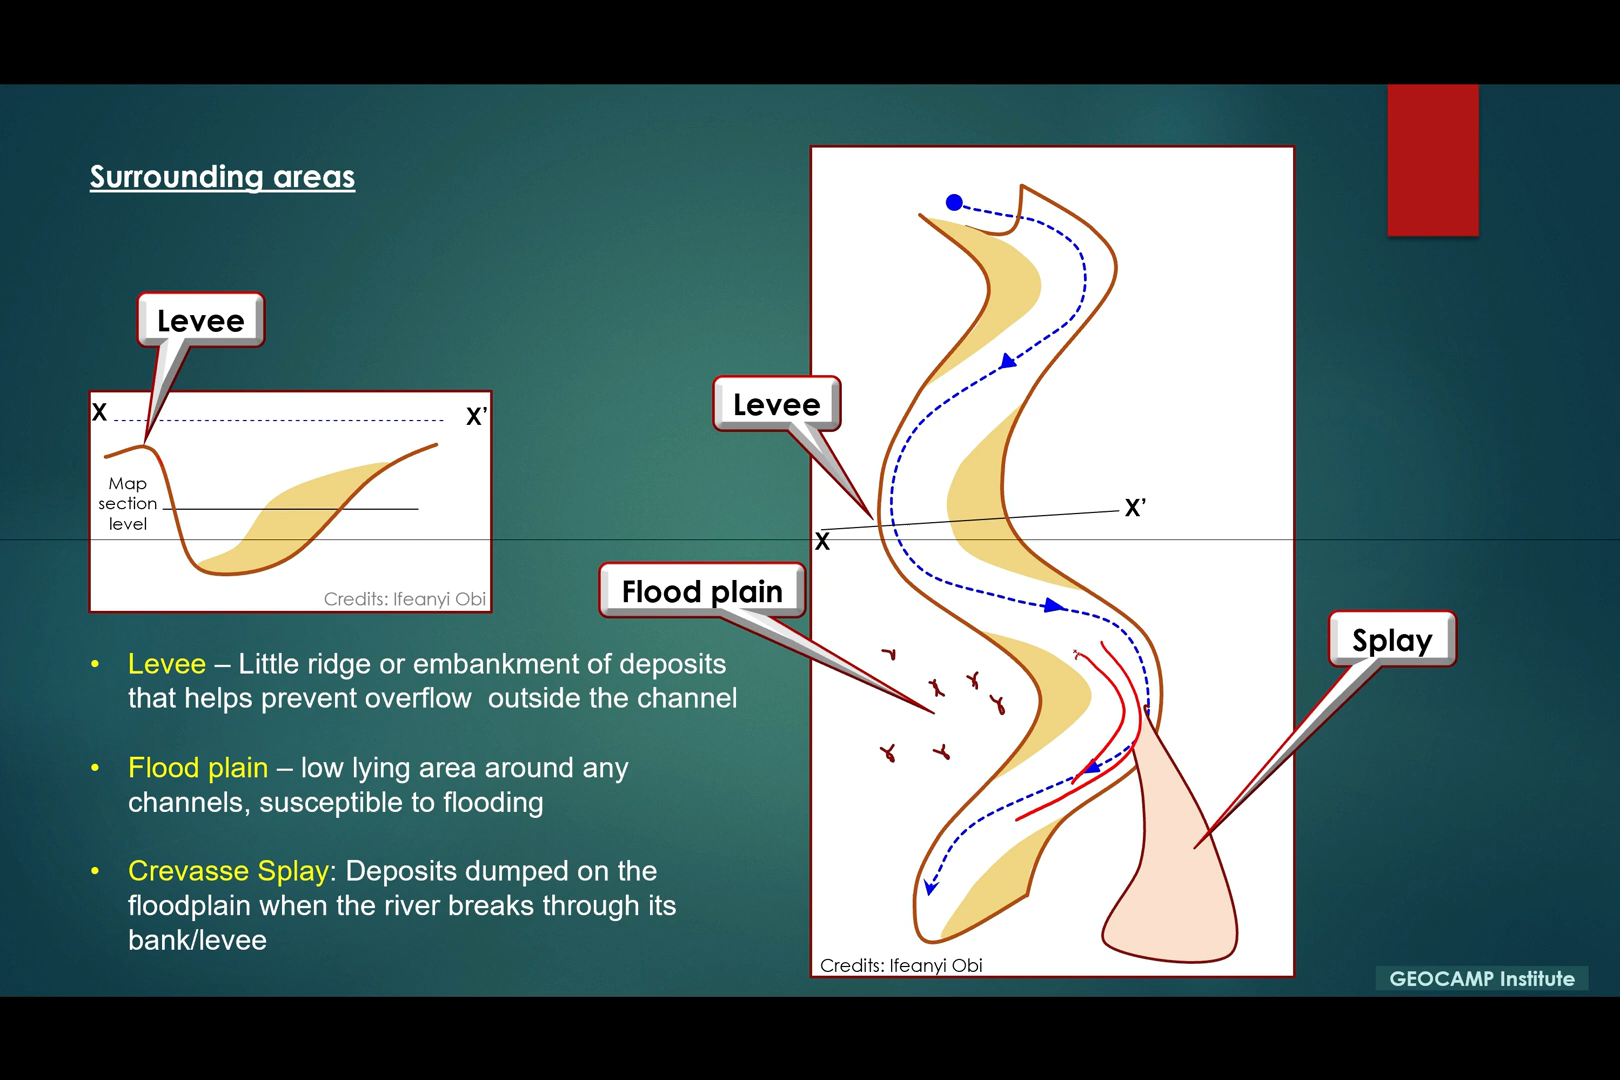 Surrounding areas
Levee
X
X’
Map
section
level
Credits: Ifeanyi Obi
Levee
X’
X
Flood plain
Splay
Credits: Ifeanyi Obi
• Levee – Little ridge or embankment of deposits
that helps prevent overflow  outside the channel
• Flood plain – low lying area around any
channels, susceptible to flooding
• Crevasse Splay: Deposits dumped on the
floodplain when the river breaks through its
bank/levee
GEOCAMP Institute